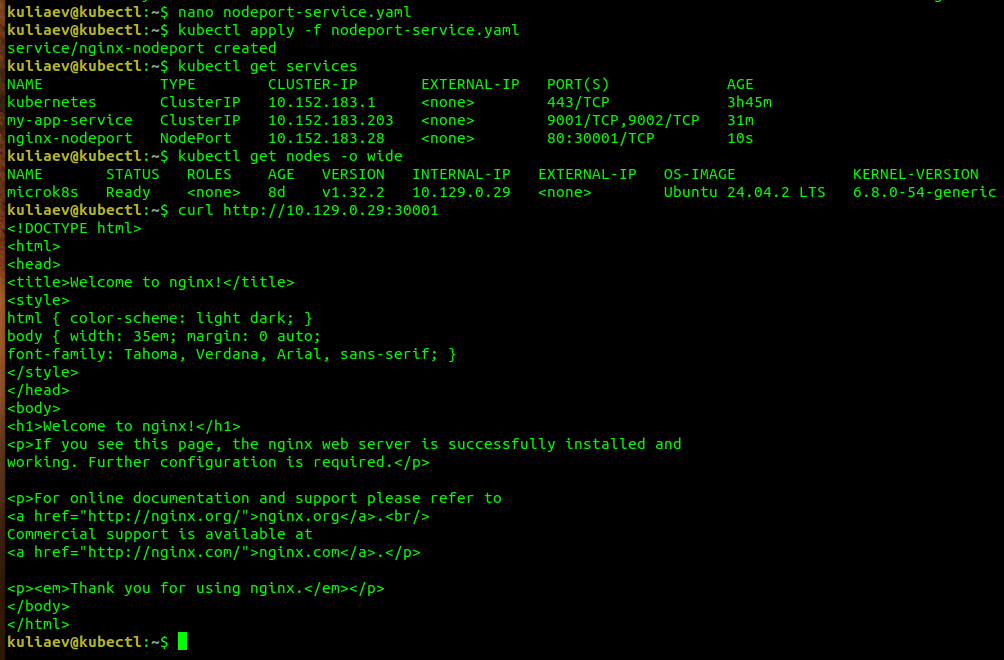 kuliaev@kubectl:~$ nano nodeport-service.yaml
kuliaev@kubectl:~$ kubectl apply -f nodeport-service.yaml
service/nginx-nodeport created
kuliaev@kubectl:~$ kubectl get services
NAME             TYPE        CLUSTER-IP       EXTERNAL-IP   PORT(S)             AGE
kubernetes       ClusterIP   10.152.183.1     <none>        443/TCP             3h45m
my-app-service   ClusterIP   10.152.183.203   <none>        9001/TCP,9002/TCP   31m
nginx-nodeport   NodePort    10.152.183.28    <none>        80:30001/TCP        10s
kuliaev@kubectl:~$ kubectl get nodes -o wide
NAME       STATUS   ROLES    AGE   VERSION   INTERNAL-IP   EXTERNAL-IP   OS-IMAGE             KERNEL-VERSION
microk8s   Ready    <none>   8d    v1.32.2   10.129.0.29   <none>        Ubuntu 24.04.2 LTS   6.8.0-54-generic
kuliaev@kubectl:~$ curl http://10.129.0.29:30001
<!DOCTYPE html>
<html>
<head>
<title>Welcome to nginx!</title>
<style>
html { color-scheme: light dark; }
body { width: 35em; margin: 0 auto;
font-family: Tahoma, Verdana, Arial, sans-serif; }
</style>
</head>
<body>
<h1>Welcome to nginx!</h1>
<p>If you see this page, the nginx web server is successfully installed and
working. Further configuration is required.</p>

<p>For online documentation and support please refer to
<a href="http://nginx.org/">nginx.org</a>.<br/>
Commercial support is available at
<a href="http://nginx.com/">nginx.com</a>.</p>

<p><em>Thank you for using nginx.</em></p>
</body>
</html>
kuliaev@kubectl:~$